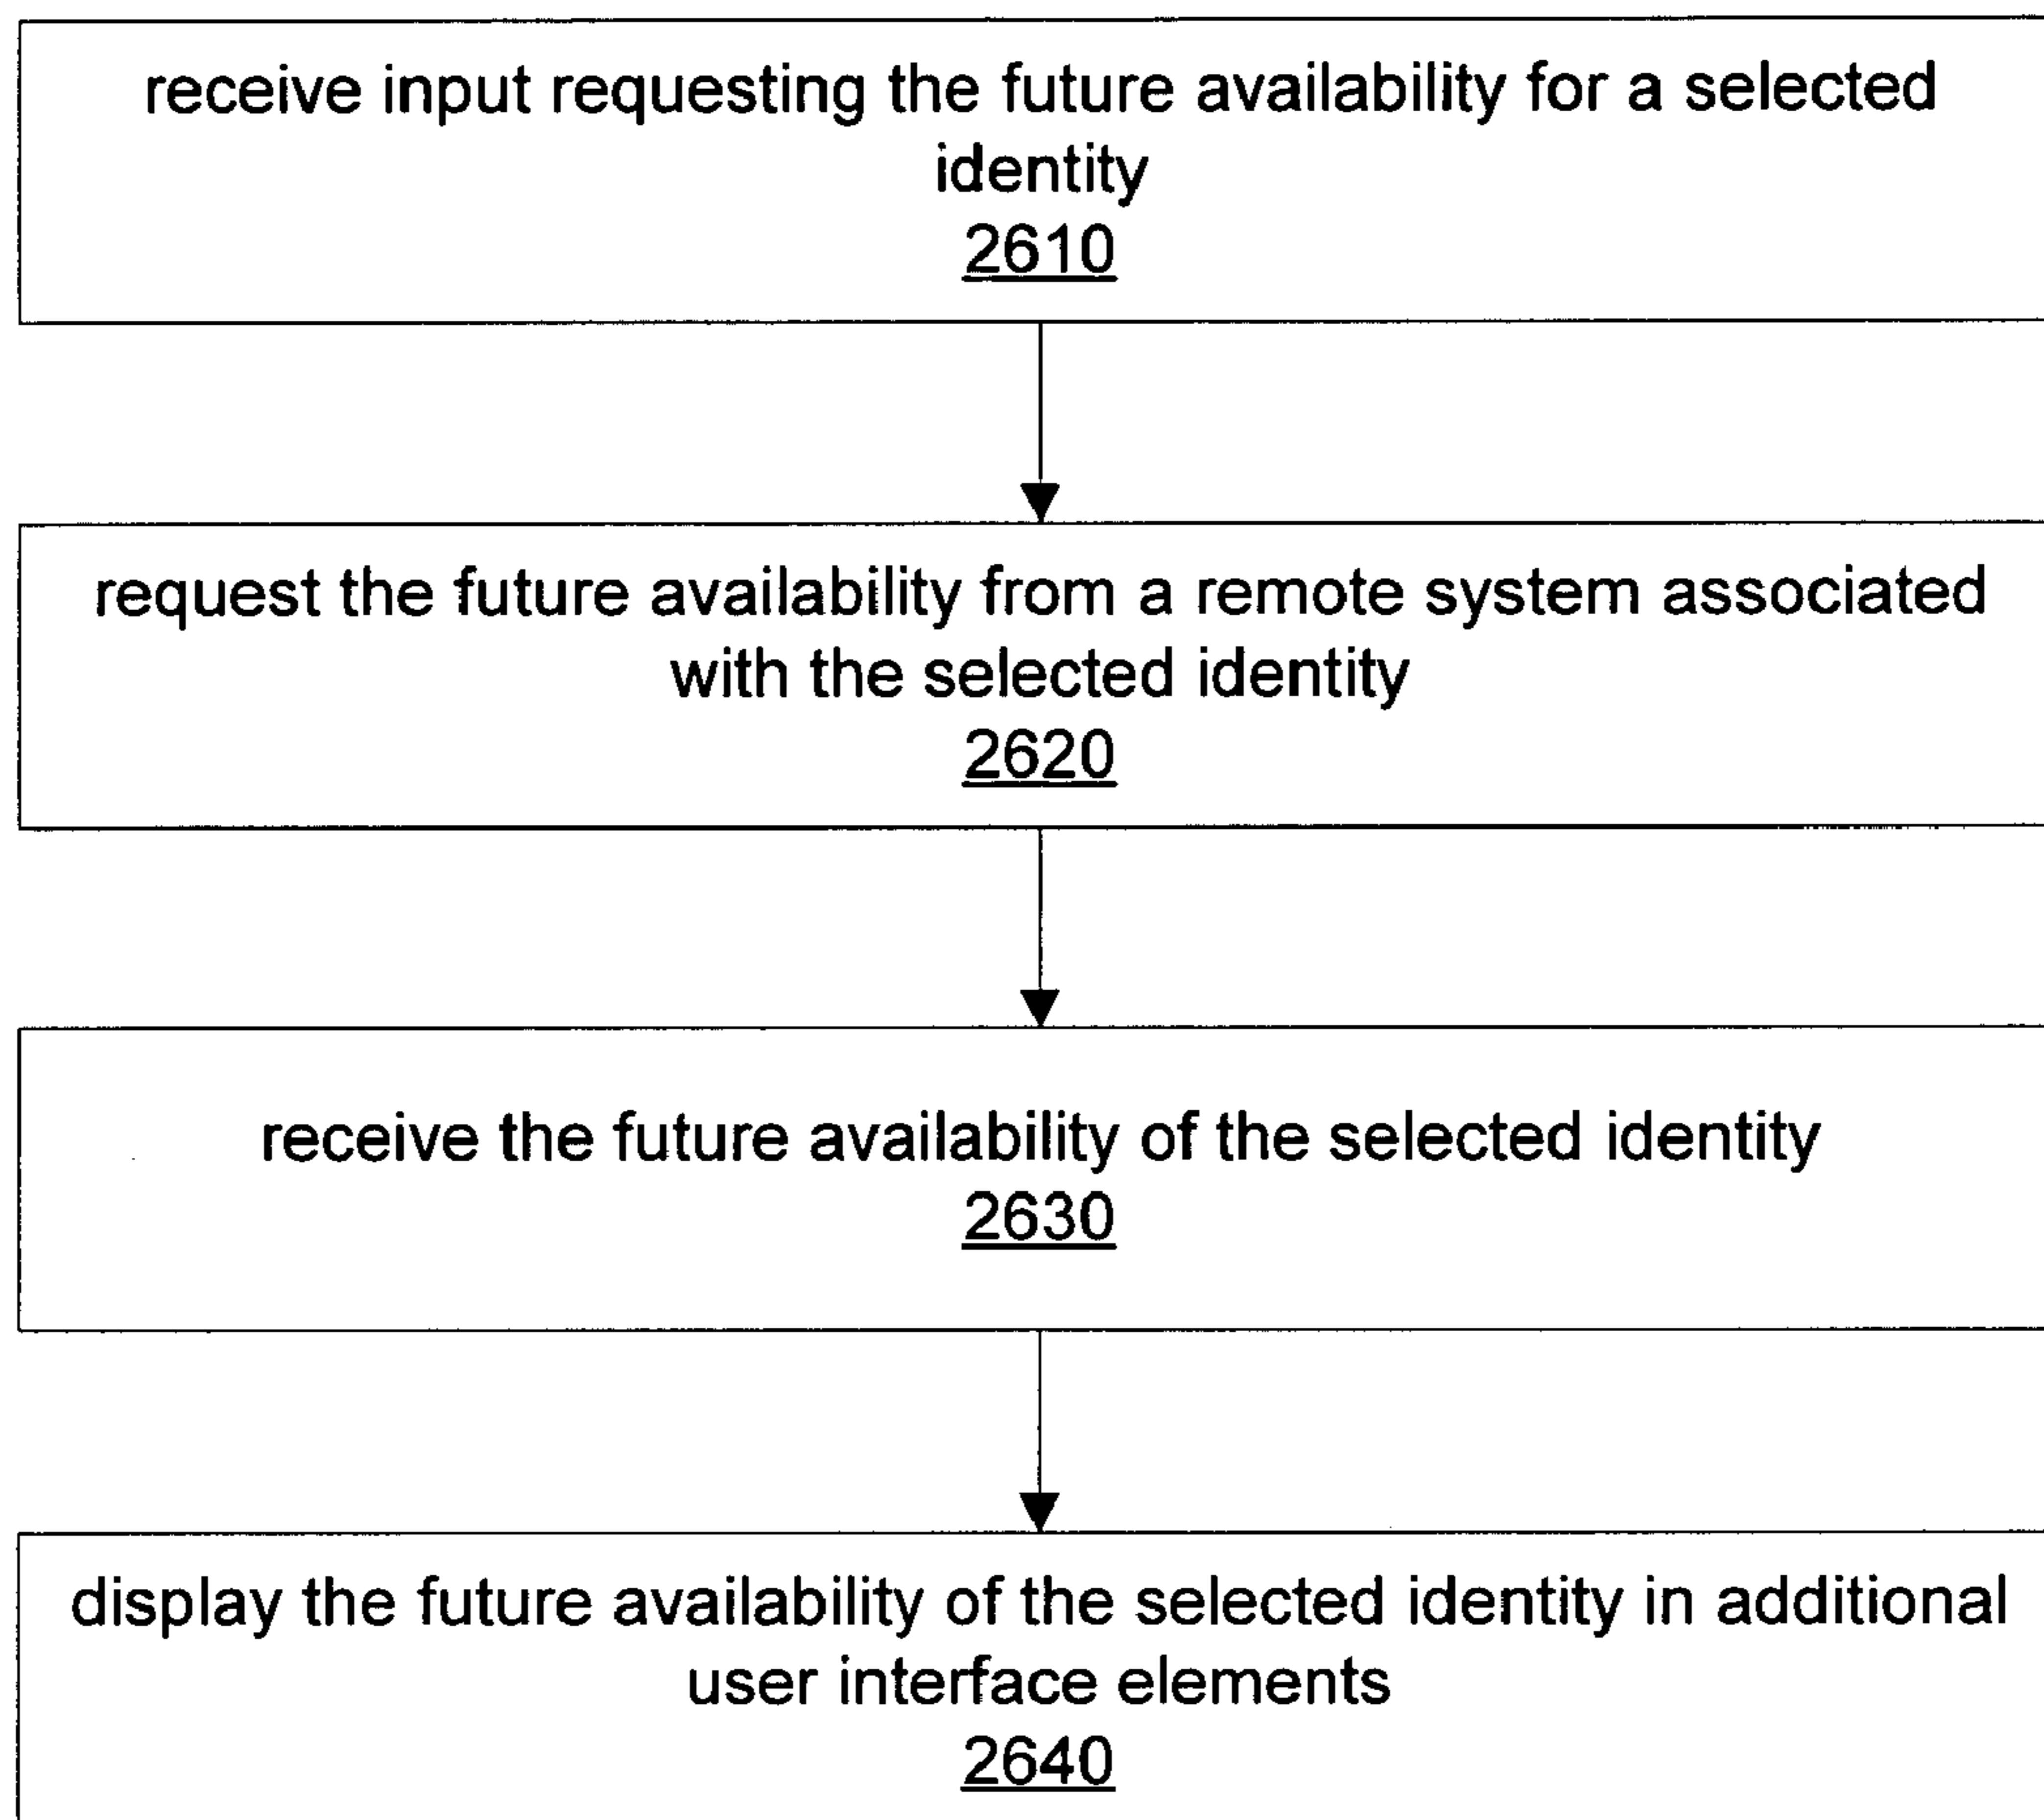 receive input requesting the future availability for a selected
identity
2610
request the future availability from a remote system associated
with the selected identity
2620
receive the future availability of the selected identity
2630
display the future availability of the selected identity in additional
user interface elements
2640